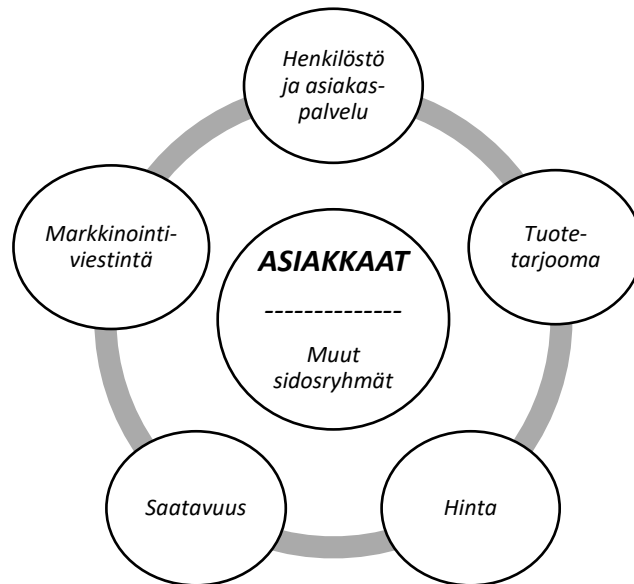 Henkilöstö
ja asiakas-
palvelu
Markkinointi-
viestintä
Tuote-
tarjooma
ASIAKKAAT
--------------
Muut
sidosryhmät
Saatavuus
Hinta